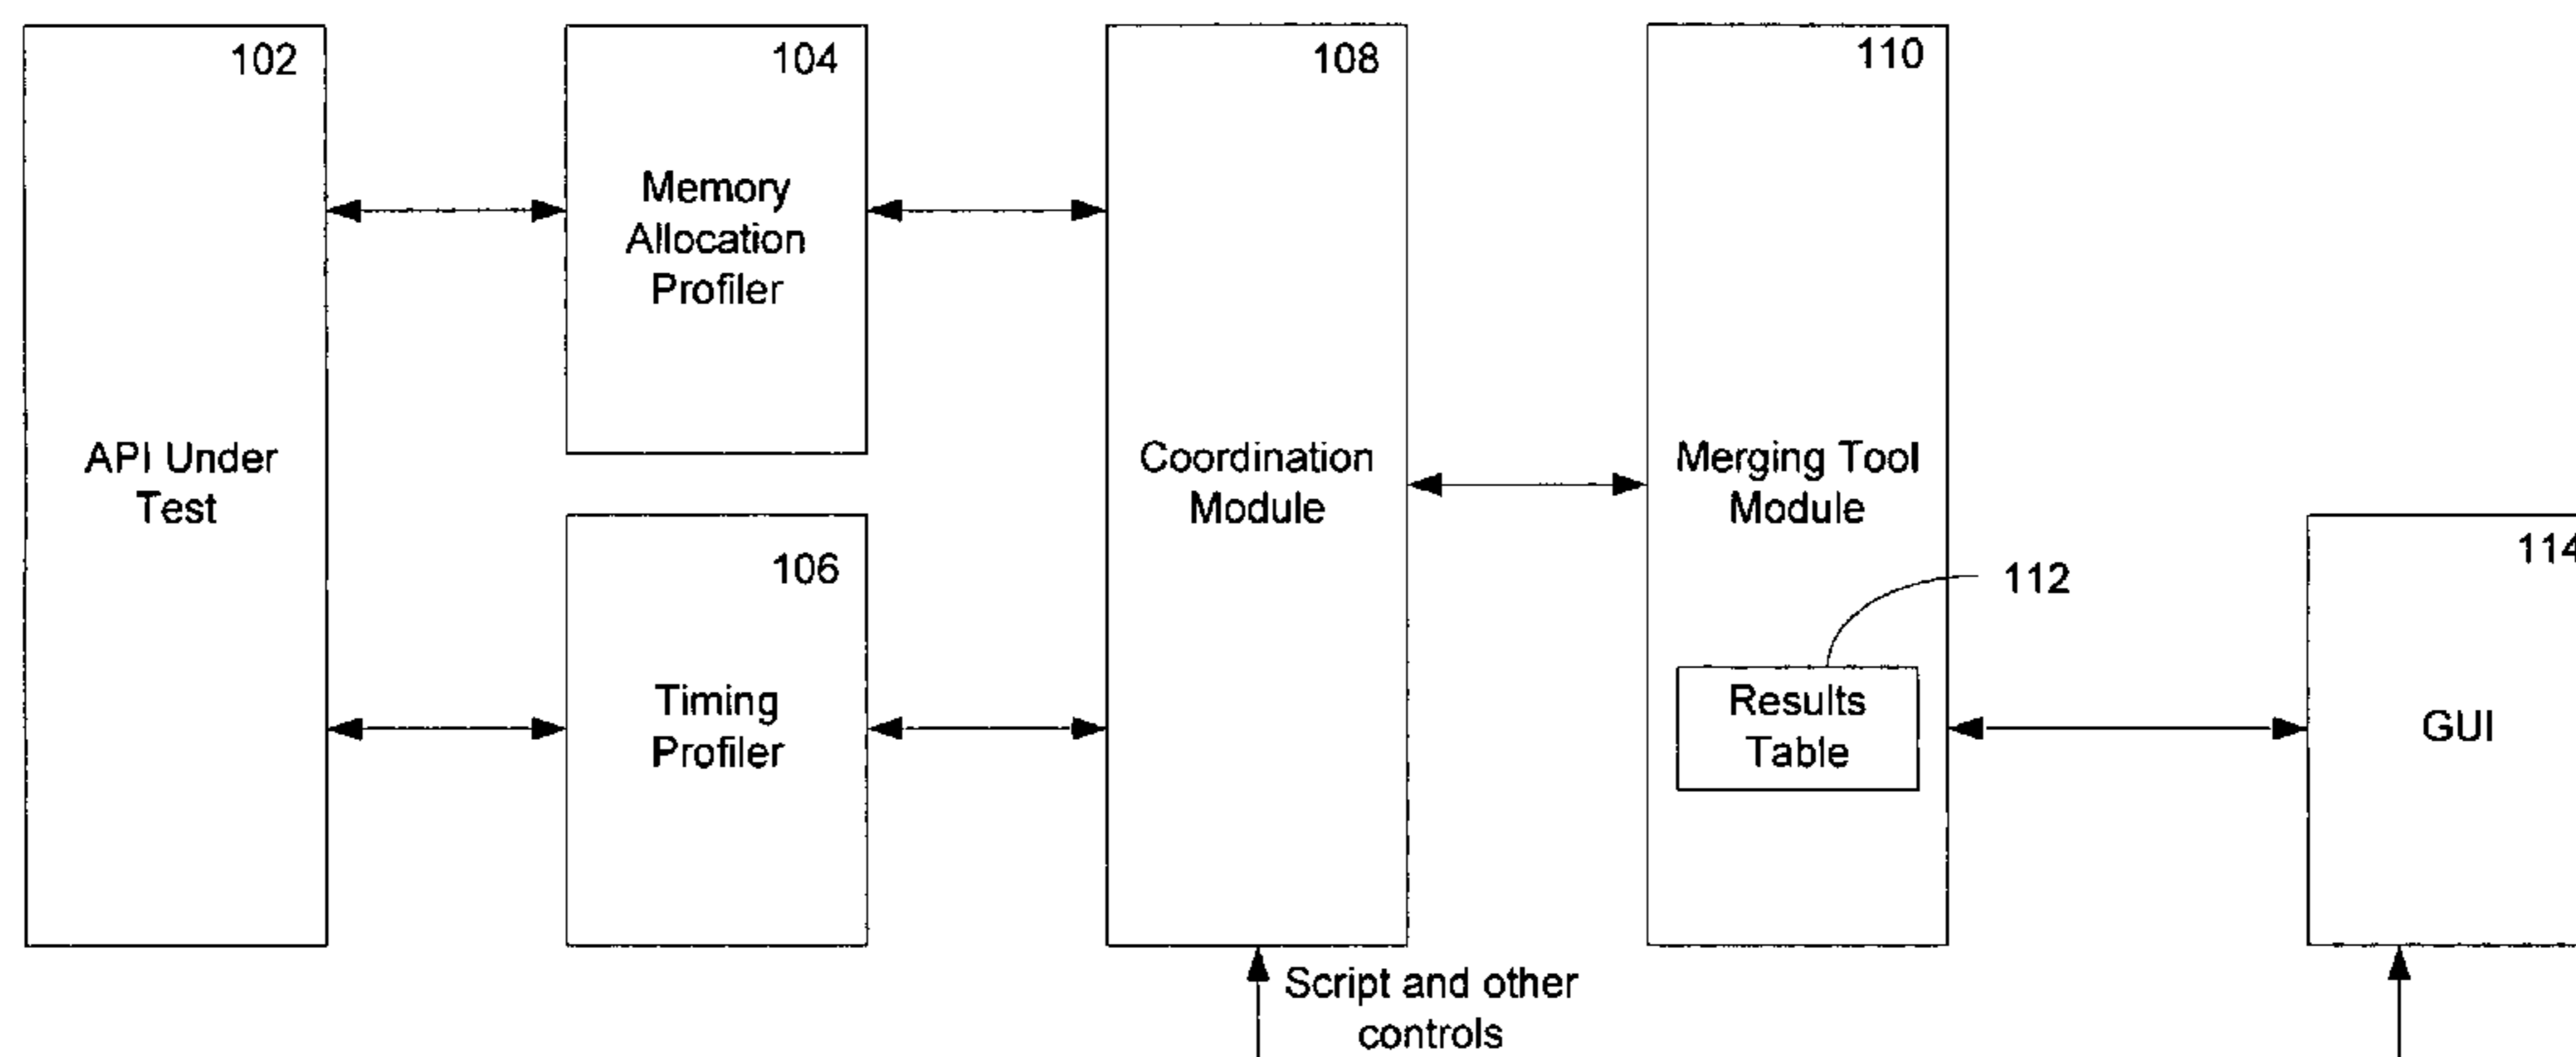 102
API Under
Test
104
Memory
Allocation
Profiler
106
Timing
Profiler
108
Coordination
Module
Script and other
controls
110
Merging Tool
Module
112
Results
Table
114
GUI